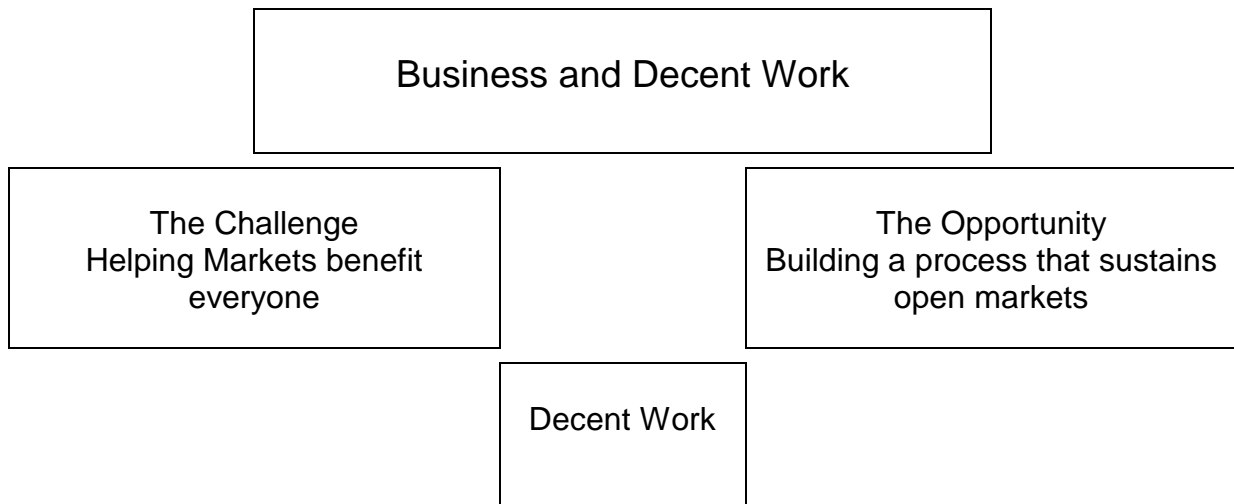 Business and Decent Work
The Challenge
Helping Markets benefit
everyone
The Opportunity
Building a process that sustains
open markets
Decent Work